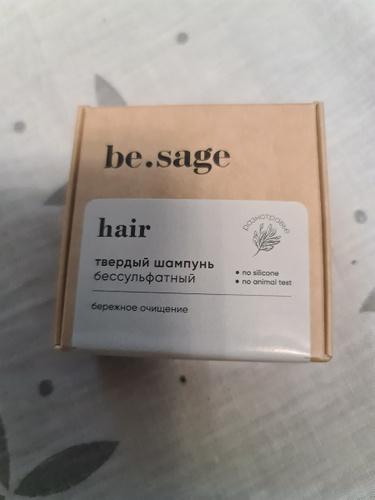 be.sage
hair
разнотравье
твердый шампунь
бессульфатный
• no silicone
• no animal test
бережное очищение